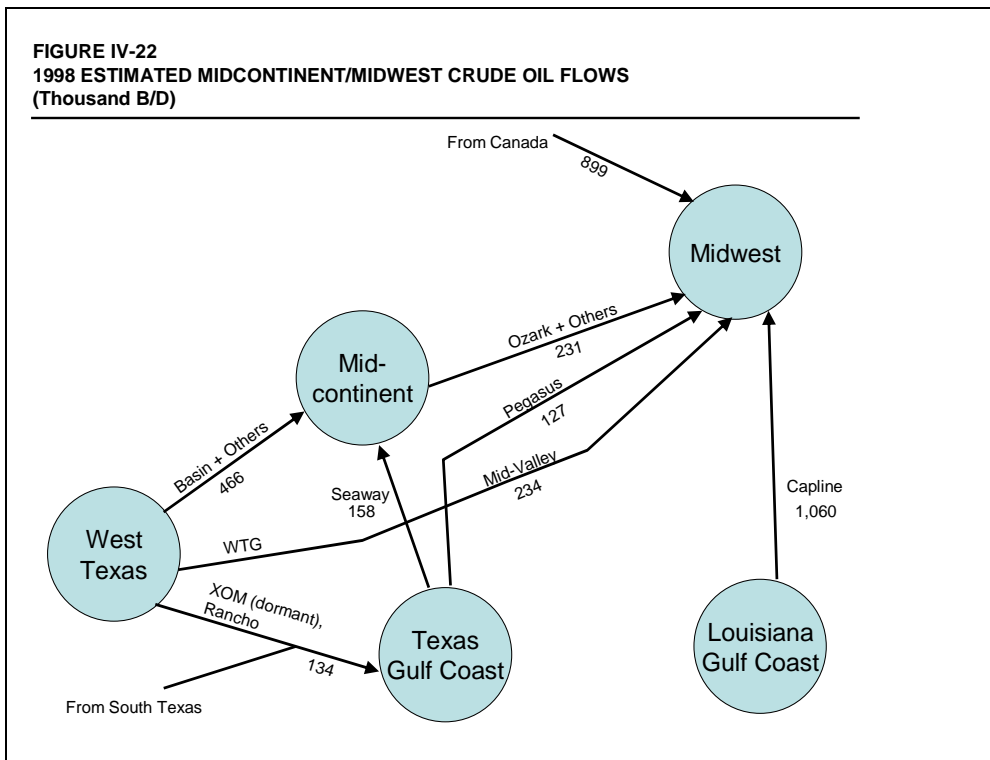 FIGURE IV-22
1998 ESTIMATED MIDCONTINENT/MIDWEST CRUDE OIL FLOWS
(Thousand B/D)
From Canada
899
Midwest
Ozark + Others
231
Mid-
continent
Pegasus
127
Basin + Others
466
Mid-Valley
234
Seaway
158
Capline
1,060
West
Texas
WTG
XOM (dormant),
Rancho
134
Texas
Gulf Coast
Louisiana
Gulf Coast
From South Texas